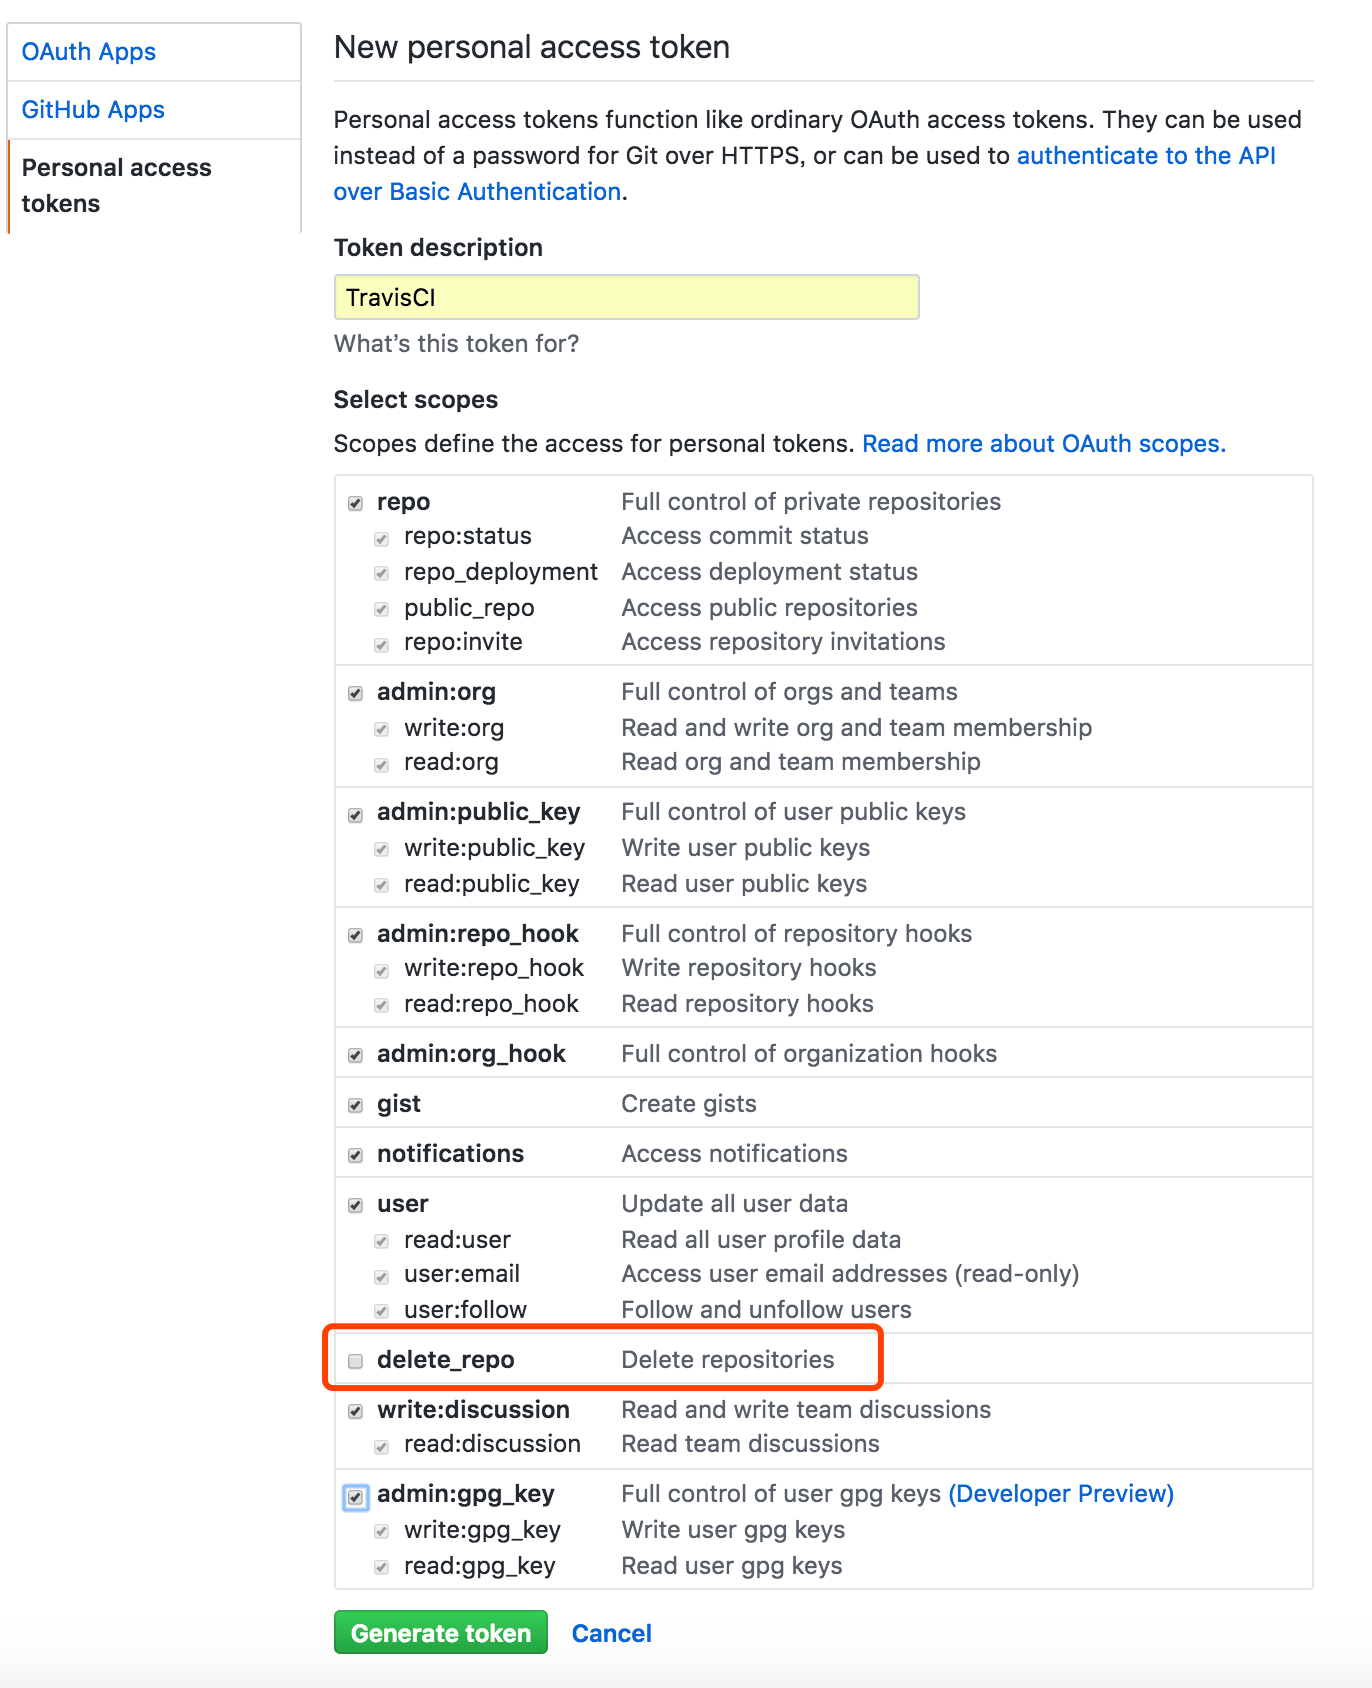 OAuth Apps
GitHub Apps
Personal access
tokens
New personal access token
Personal access tokens function like ordinary OAuth access tokens. They can be used
instead of a password for Git over HTTPS, or can be used to authenticate to the API
over Basic Authentication.
Token description
TravisCI
What’s this token for?
Select scopes
Scopes define the access for personal tokens. Read more about OAuth scopes.
repo Full control of private repositories
repo:status Access commit status
repo_deployment Access deployment status
public_repo Access public repositories
repo:invite Access repository invitations
admin:org Full control of orgs and teams
write:org Read and write org and team membership
read:org Read org and team membership
admin:public_key Full control of user public keys
write:public_key Write user public keys
read:public_key Read user public keys
admin:repo_hook Full control of repository hooks
write:repo_hook Write repository hooks
read:repo_hook Read repository hooks
admin:org_hook Full control of organization hooks
gist Create gists
notifications Access notifications
user Update all user data
read:user Read all user profile data
user:email Access user email addresses (read-only)
user:follow Follow and unfollow users
delete_repo Delete repositories
write:discussion Read and write team discussions
read:discussion Read team discussions
admin:gpg_key Full control of user gpg keys (Developer Preview)
write:gpg_key Write user gpg keys
read:gpg_key Read user gpg keys
Generate token Cancel